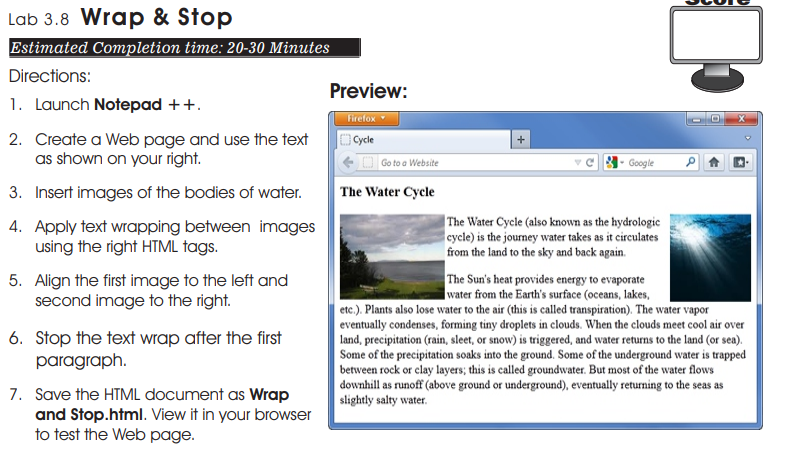 Score
Lab 3.8 Wrap & Stop
Estimated Completion time: 20-30 Minutes
Directions:
1. Launch Notepad ++.
2. Create a Web page and use the text
as shown on your right.
3. Insert images of the bodies of water.
4. Apply text wrapping between images
using the right HTML tags.
5. Align the first image to the left and
second image to the right.
6. Stop the text wrap after the first
paragraph.
7. Save the HTML document as Wrap
and Stop.html. View it in your browser
to test the Web page.
Preview:
Firefox
Cycle
Go to a Website
Google
The Water Cycle
The Water Cycle (also known as the hydrologic
cycle) is the journey water takes as it circulates
from the land to the sky and back again.
The Sun's heat provides energy to evaporate
water from the Earth's surface (oceans, lakes,
etc.). Plants also lose water to the air (this is called transpiration). The water vapor
eventually condenses, forming tiny droplets in clouds. When the clouds meet cool air over
land, precipitation (rain, sleet, or snow) is triggered, and water returns to the land (or sea).
Some of the precipitation soaks into the ground. Some of the underground water is trapped
between rock or clay layers; this is called groundwater. But most of the water flows
downhill as runoff (above ground or underground), eventually returning to the seas as
slightly salty water.